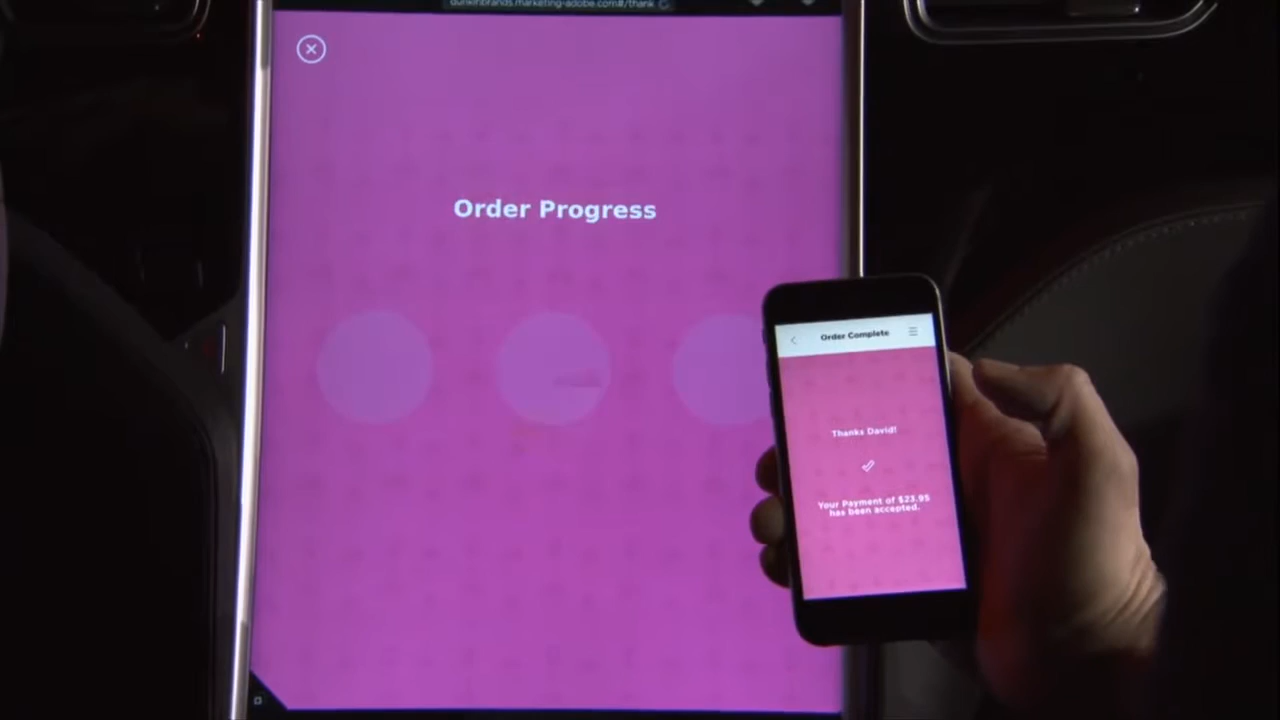 dunkinbrands.marketing-adobe.com#/thank
Order Progress
Order Complete
Thanks David!
Your Payment of $23.95
has been accepted.